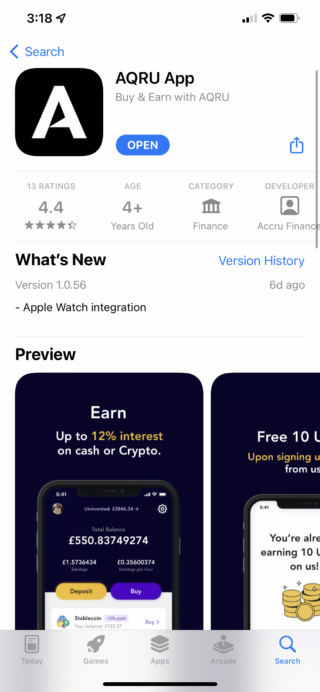 3:18
Search
AQRU App
Buy & Earn with AQRU
OPEN
13 RATINGS
AGE
CATEGORY
DEVELOPER
4.4
4+
Years Old
Finance
Accru Finance
What's New
Version History
Version 1.0.56
6d ago
- Apple Watch integration
Preview
Earn
Up to 12% interest
on cash or Crypto.
9:41
Uninvested: £2846.34
Total Balance
£550.83749274
£1.5736434
£0.35600374
Earnings
Earnings per hour
Deposit
Buy
Stablecoin
12% yield
Your balance £150.37
Buy
Free 10 U
Upon signing u
from us
9:41
You're alre
earning 10 U
on us!
Today
Games
Apps
Arcade
Search